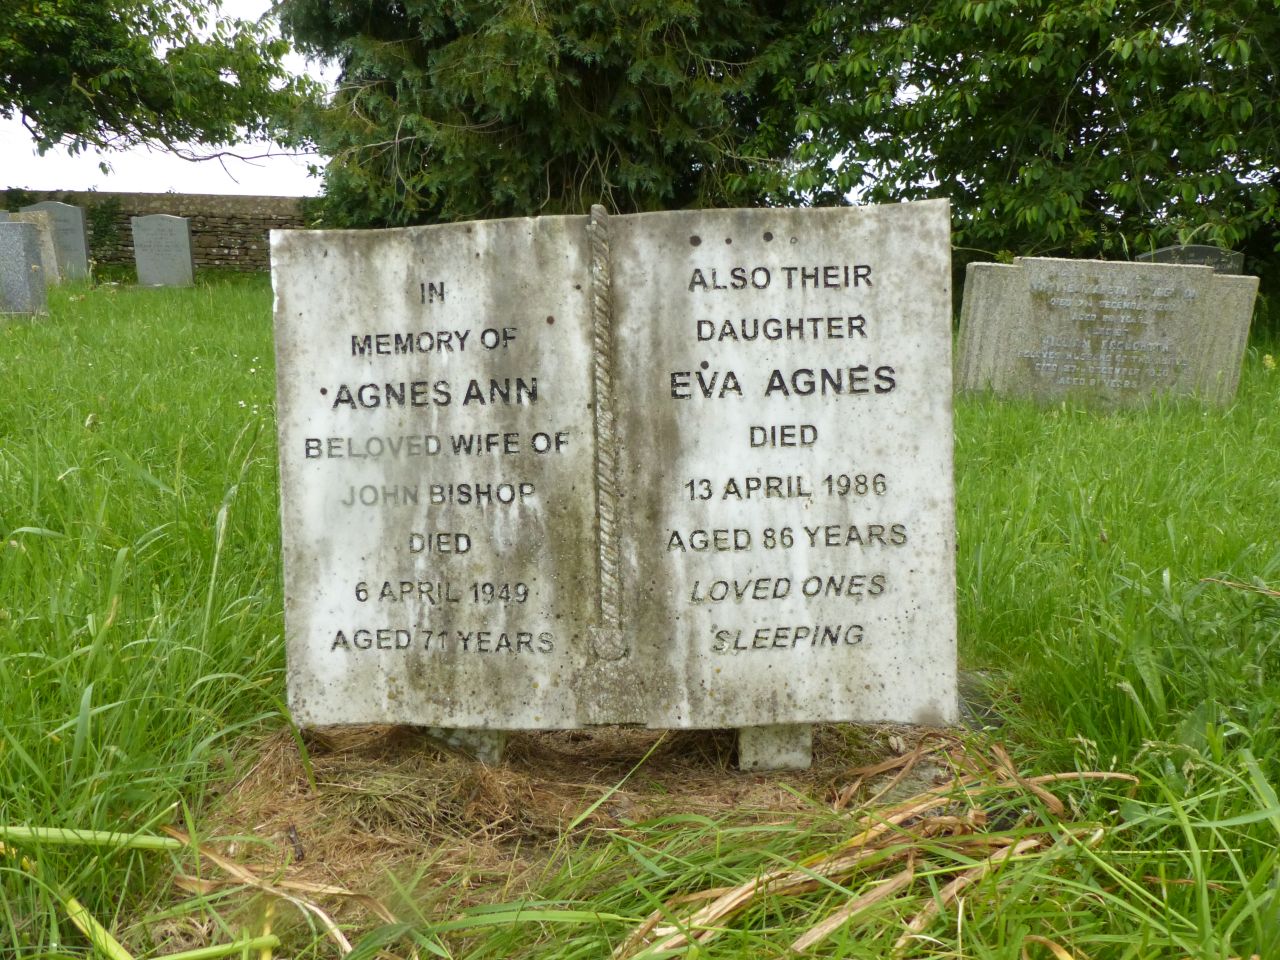 IN
MEMORY OF
AGNES ANN
BELOVED WIFE OF
JOHN BISHOP
DIED
6 APRIL 1949
AGED 71 YEARS
ALSO THEIR
DAUGHTER
EVA AGNES
DIED
13 APRIL 1986
AGED 86 YEARS
LOVED ONES
SLEEPING